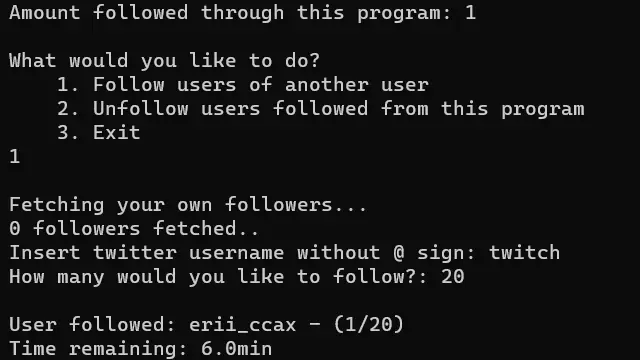 Amount followed through this program: 1
What would you like to do?
1. Follow users of another user
2. Unfollow users followed from this program
3. Exit
1
Fetching your own followers...
0 followers fetched..
Insert twitter username without @ sign: twitch
How many would you like to follow?: 20
User followed: erii_ccax - (1/20)
Time remaining: 6.0min